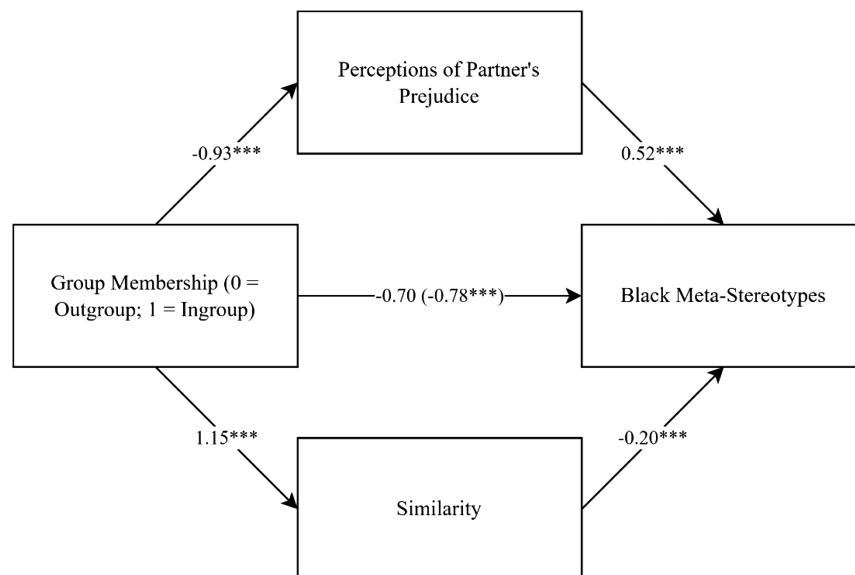 Perceptions of Partner's
Prejudice
-0.93***
0.52***
Group Membership (0 =
Outgroup; 1 = Ingroup)
-0.70 (-0.78***)
Black Meta-Stereotypes
1.15***
-0.20***
Similarity